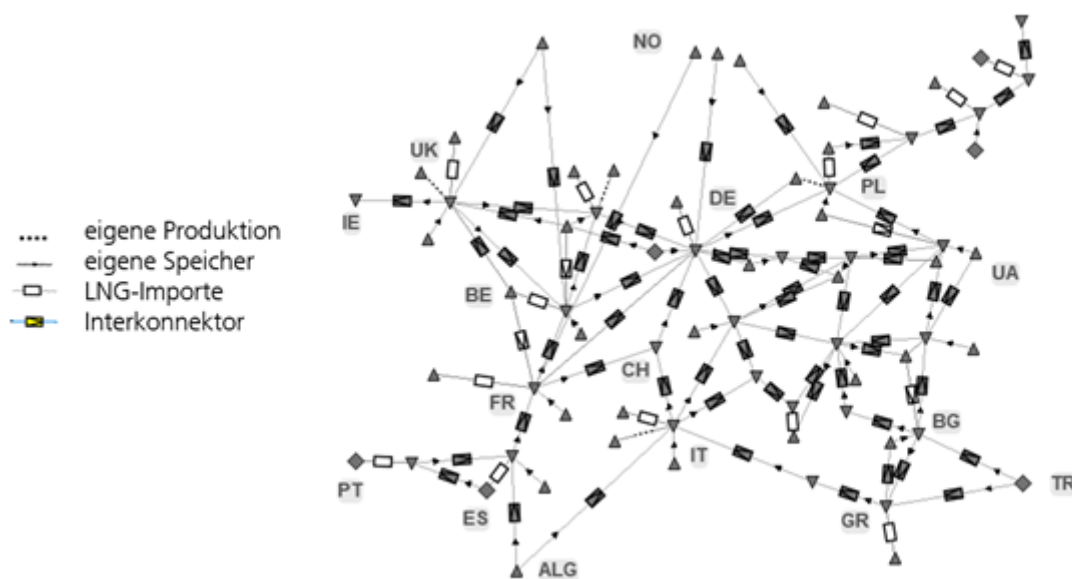 NO
UK
PL
DE
IE
eigene Produktion
eigene Speicher
LNG-Importe
Interkonnektor
UA
BE
CH
FR
BG
IT
PT
ES
GR
TR
ALG